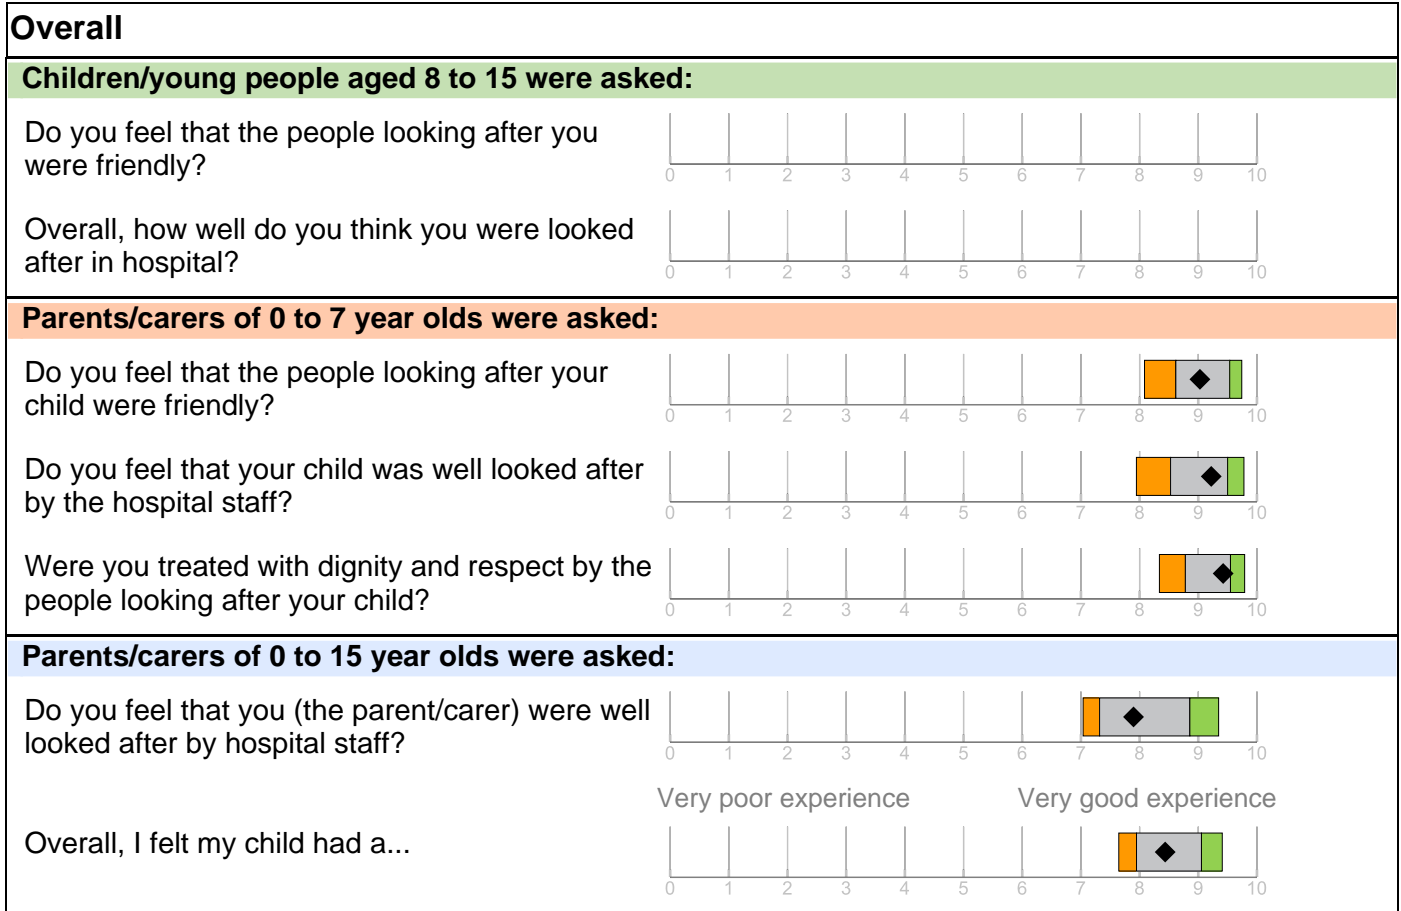 Overall
Children/young people aged 8 to 15 were asked:
Do you feel that the people looking after you
were friendly?
0 1 2 3 4 5 6 7 8 9 10
Overall, how well do you think you were looked
after in hospital?
0 1 2 3 4 5 6 7 8 9 10
Parents/carers of 0 to 7 year olds were asked:
Do you feel that the people looking after your
child were friendly?
0 1 2 3 4 5 6 7 8 9 10
Do you feel that your child was well looked after
by the hospital staff?
0 1 2 3 4 5 6 7 8 9 10
Were you treated with dignity and respect by the
people looking after your child?
0 1 2 3 4 5 6 7 8 9 10
Parents/carers of 0 to 15 year olds were asked:
Do you feel that you (the parent/carer) were well
looked after by hospital staff?
0 1 2 3 4 5 6 7 8 9 10
Very poor experience Very good experience
Overall, I felt my child had a...
0 1 2 3 4 5 6 7 8 9 10